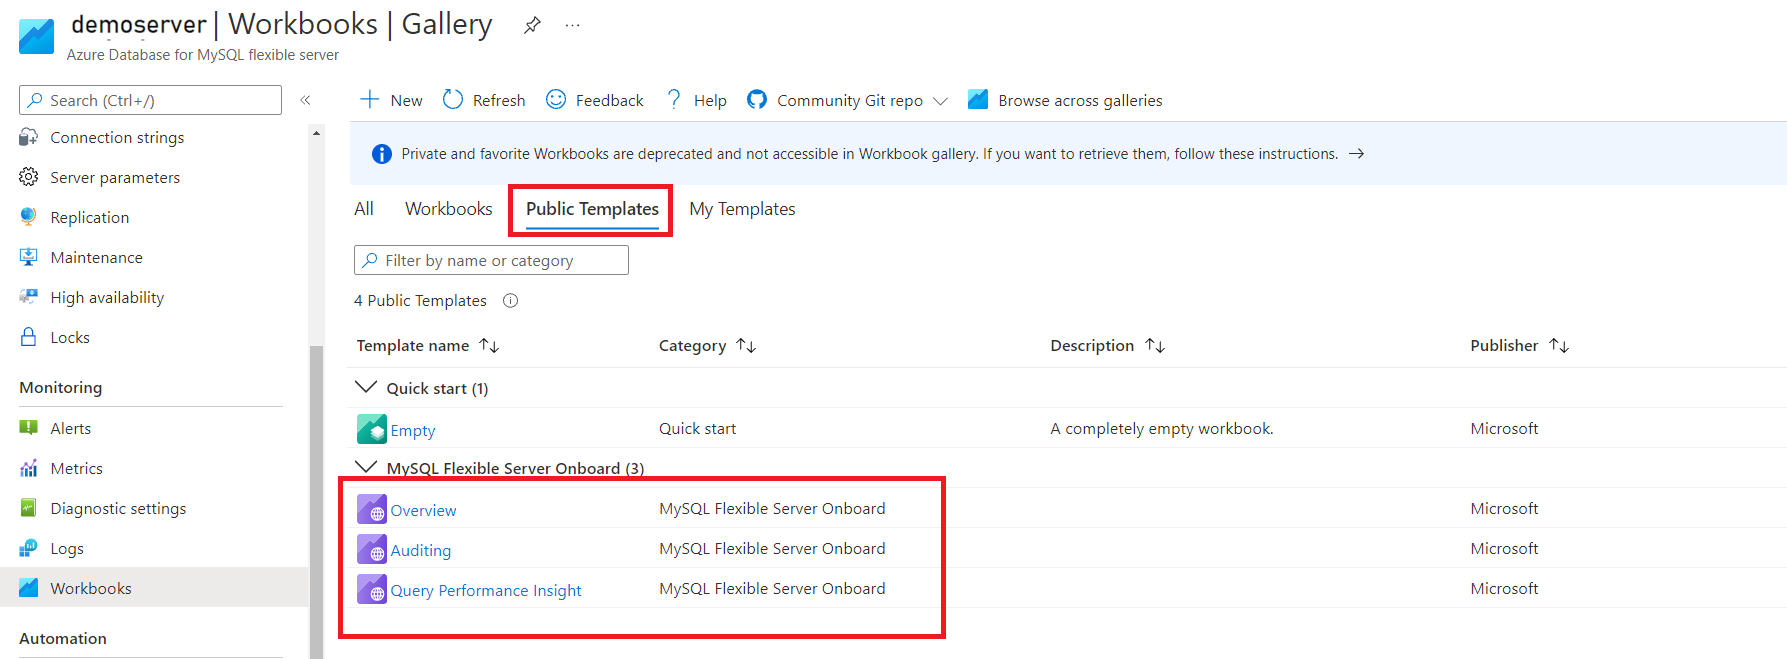 demoserver | Workbooks | Gallery
Azure Database for MySQL flexible server
Search (Ctrl+/)
Connection strings
Server parameters
Replication
Maintenance
High availability
Locks
Monitoring
Alerts
Metrics
Diagnostic settings
Logs
Workbooks
Automation
New Refresh Feedback Help Community Git repo Browse across galleries
Private and favorite Workbooks are deprecated and not accessible in Workbook gallery. If you want to retrieve them, follow these instructions. →
All Workbooks Public Templates My Templates
Filter by name or category
4 Public Templates
Template name ↑↓ Category ↑↓ Description ↑↓ Publisher ↑↓
Quick start (1)
Empty Quick start A completely empty workbook. Microsoft
MySQL Flexible Server Onboard (3)
Overview MySQL Flexible Server Onboard Microsoft
Auditing MySQL Flexible Server Onboard Microsoft
Query Performance Insight MySQL Flexible Server Onboard Microsoft